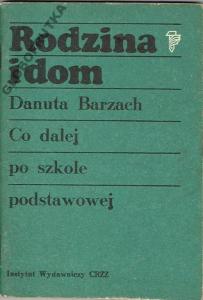 Rodzina
i dom
Danuta Barzach
Co dalej
po szkole
podstawowej
Instytut Wydawniczy CRZZ